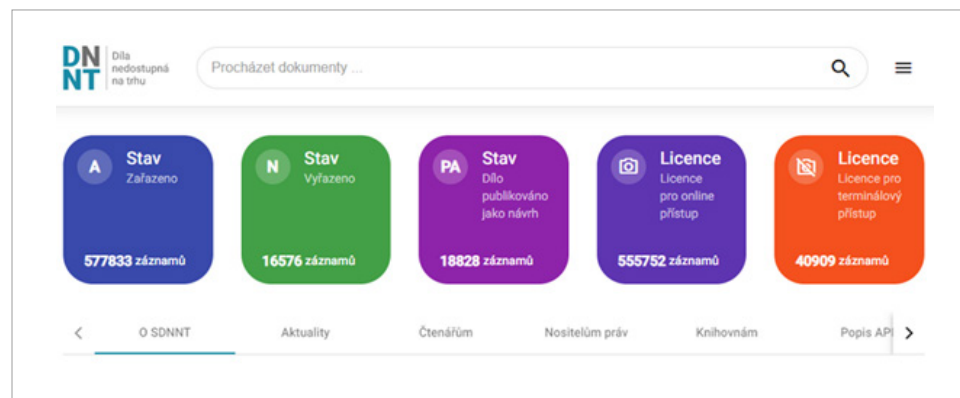 DN
NT
Díla
nedostupná
na trhu
Procházet dokumenty ...
A
Stav
Zařazeno
577833 záznamů
N
Stav
Vyřazeno
16576 záznamů
PA
Stav
Dílo
publikováno
jako návrh
18828 záznamů
Licence
Licence
pro online
přístup
555752 záznamů
Licence
Licence pro
terminálový
přístup
40909 záznamů
O SDNNT
Aktuality
Čtenářům
Nositelům práv
Knihovnám
Popis API